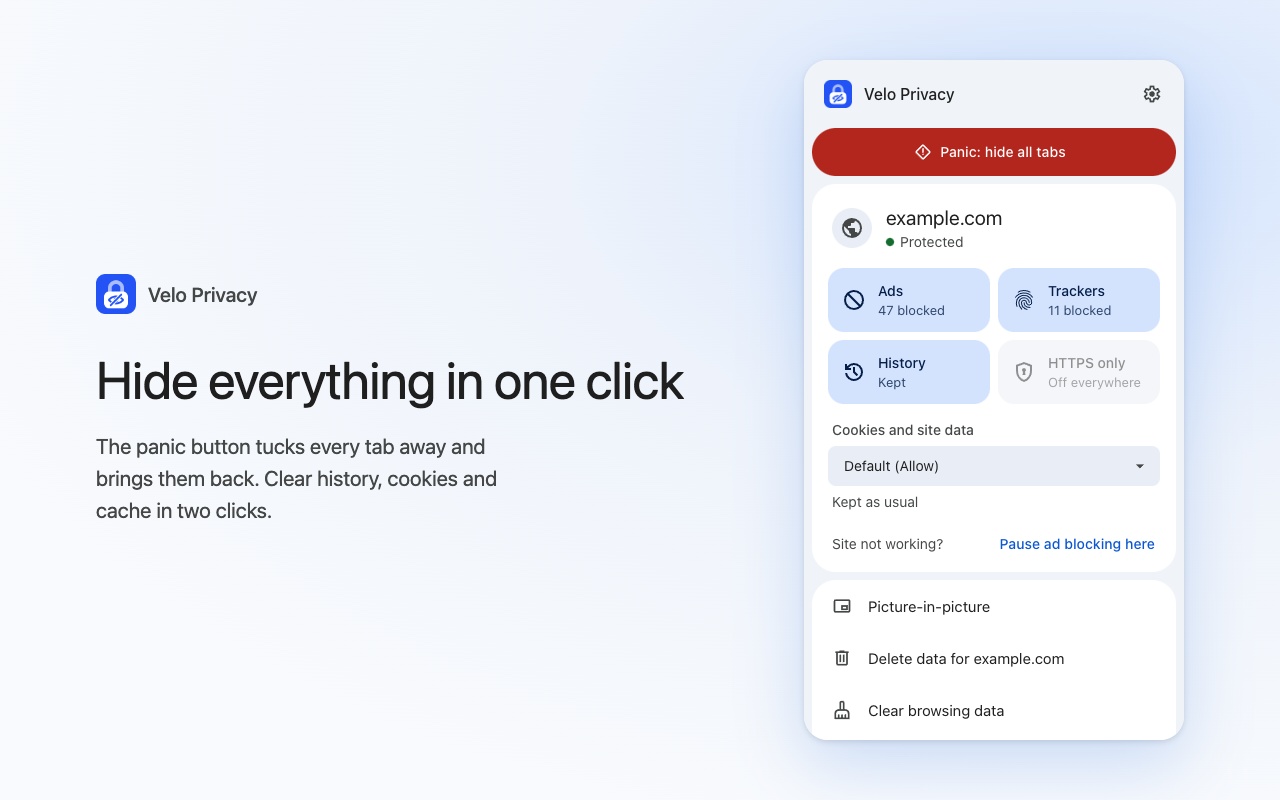 Velo Privacy
Hide everything in one click
The panic button tucks every tab away and
brings them back. Clear history, cookies and
cache in two clicks.
Velo Privacy
Panic: hide all tabs
example.com
Protected
Ads
47 blocked
Trackers
11 blocked
History
Kept
HTTPS only
Off everywhere
Cookies and site data
Default (Allow)
Kept as usual
Site not working?
Pause ad blocking here
Picture-in-picture
Delete data for example.com
Clear browsing data